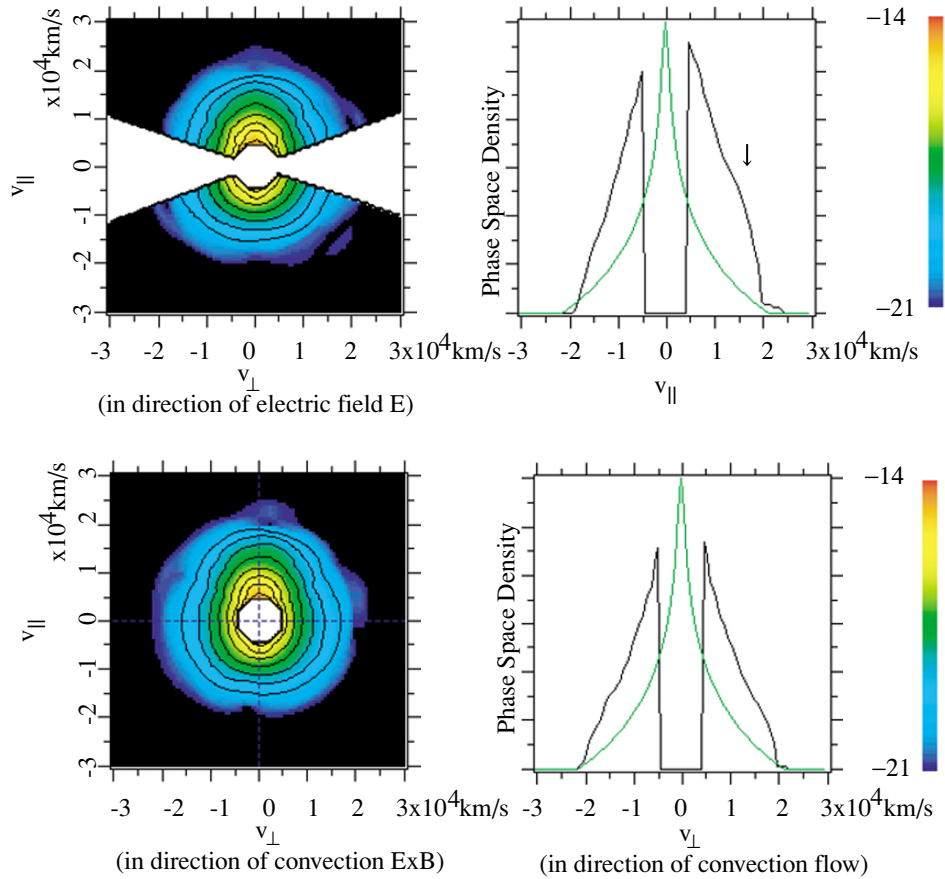 x10⁴km/s
3
2
1
0
-1
-2
-3
v||
-3 -2 -1 0 1 2 3x10⁴km/s
v⊥
(in direction of electric field E)
Phase Space Density
↓
-3 -2 -1 0 1 2 3x10⁴km/s
v||
−14
−21
x10⁴km/s
3
2
1
0
-1
-2
-3
v||
-3 -2 -1 0 1 2 3x10⁴km/s
v⊥
(in direction of convection ExB)
Phase Space Density
-3 -2 -1 0 1 2 3x10⁴km/s
v⊥
(in direction of convection flow)
−14
−21